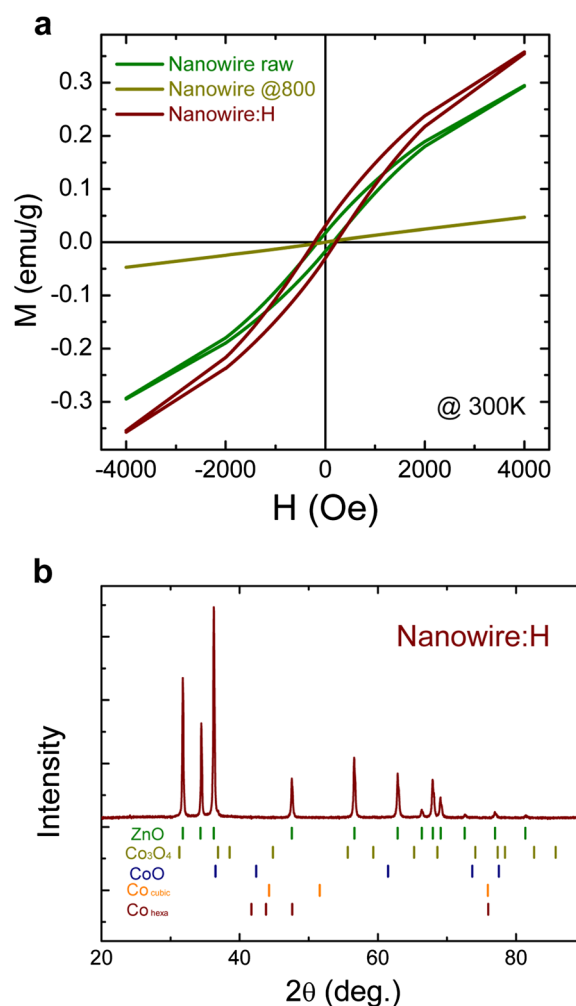 a
Nanowire raw
Nanowire @800
Nanowire:H
M (emu/g)
0.3
0.2
0.1
0.0
-0.1
-0.2
-0.3
@ 300K
-4000 -2000 0 2000 4000
H (Oe)
b
Nanowire:H
Intensity
ZnO
Co₃O₄
CoO
Co cubic
Co hexa
20 40 60 80
2θ (deg.)